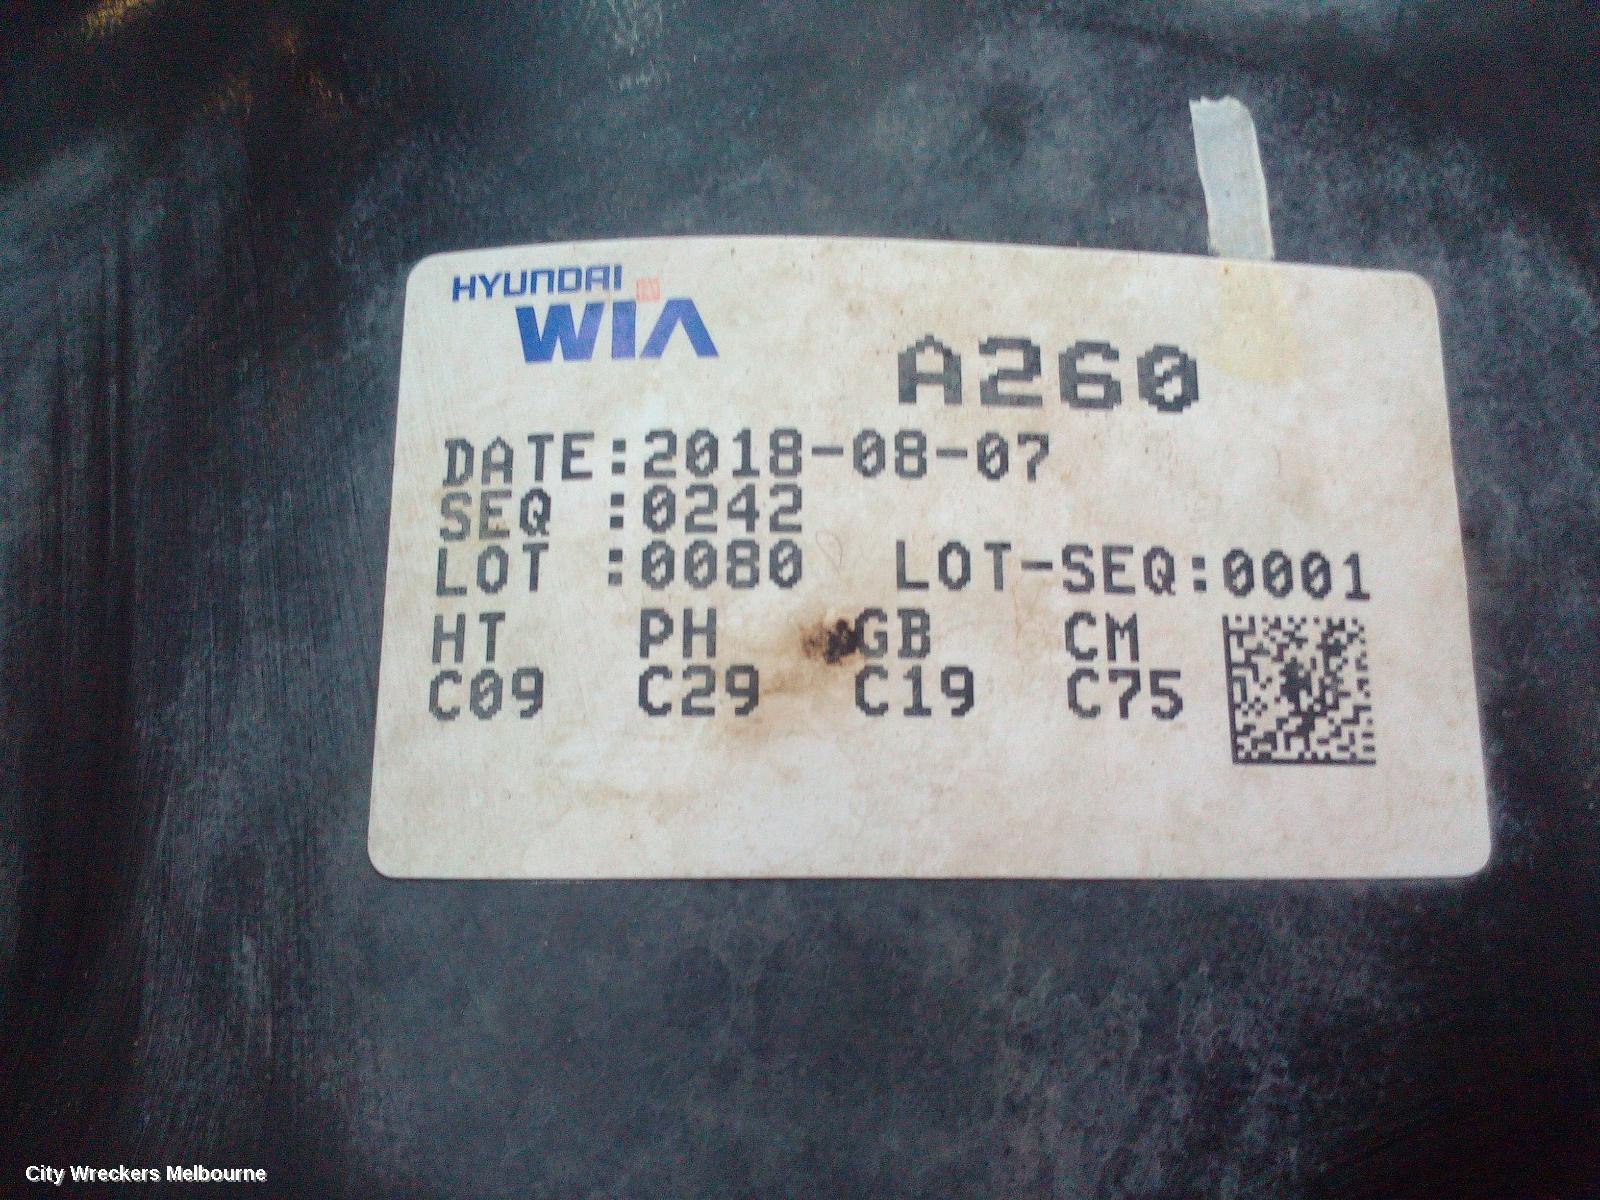 HYUNDAI
WIA
A260
DATE:2018-08-07
SEQ :0242
LOT :0080 LOT-SEQ:0001
HT PH GB CM
C09 C29 C19 C75
City Wreckers Melbourne